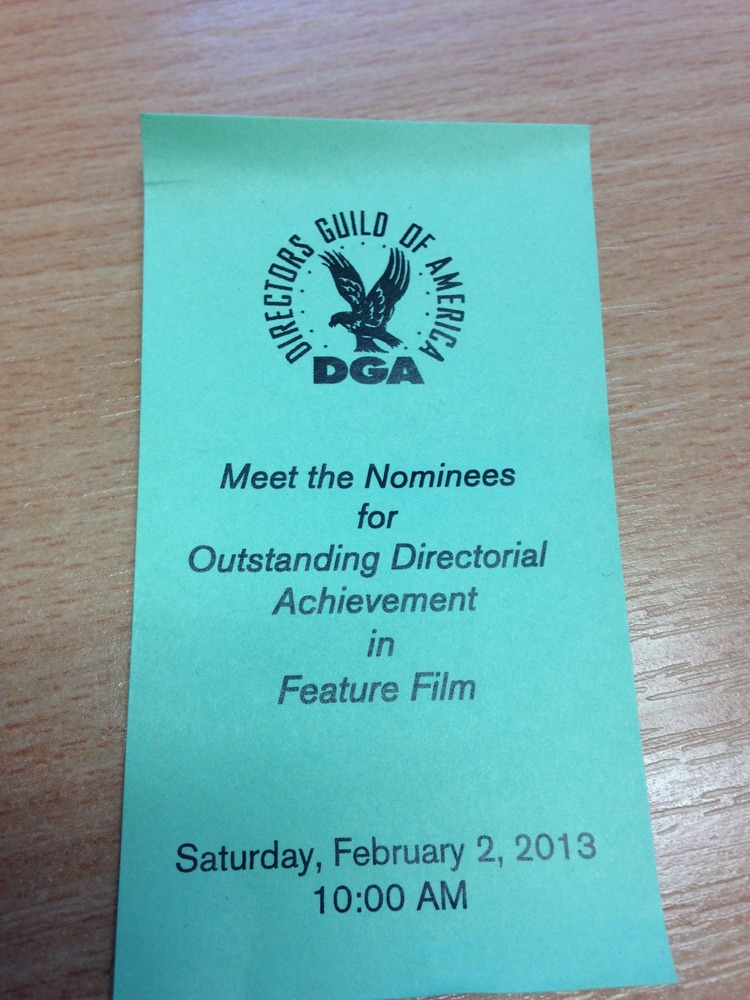 DIRECTORS GUILD OF AMERICA
DGA
Meet the Nominees
for
Outstanding Directorial
Achievement
in
Feature Film
Saturday, February 2, 2013
10:00 AM